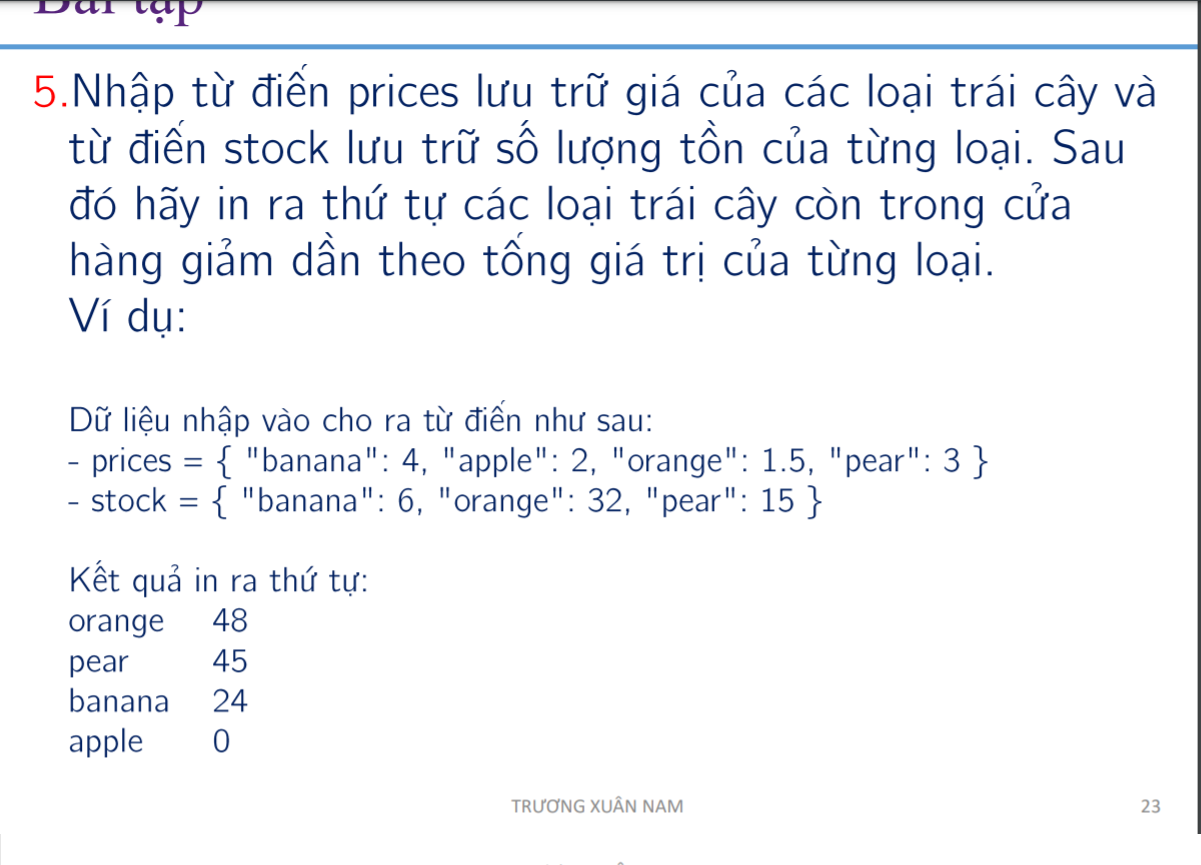 Bài tập
5.Nhập từ điển prices lưu trữ giá của các loại trái cây và
từ điển stock lưu trữ số lượng tồn của từng loại. Sau
đó hãy in ra thứ tự các loại trái cây còn trong cửa
hàng giảm dần theo tổng giá trị của từng loại.
Ví dụ:
Dữ liệu nhập vào cho ra từ điển như sau:
- prices = { "banana": 4, "apple": 2, "orange": 1.5, "pear": 3 }
- stock = { "banana": 6, "orange": 32, "pear": 15 }
Kết quả in ra thứ tự:
orange 48
pear 45
banana 24
apple 0
TRƯƠNG XUÂN NAM 23